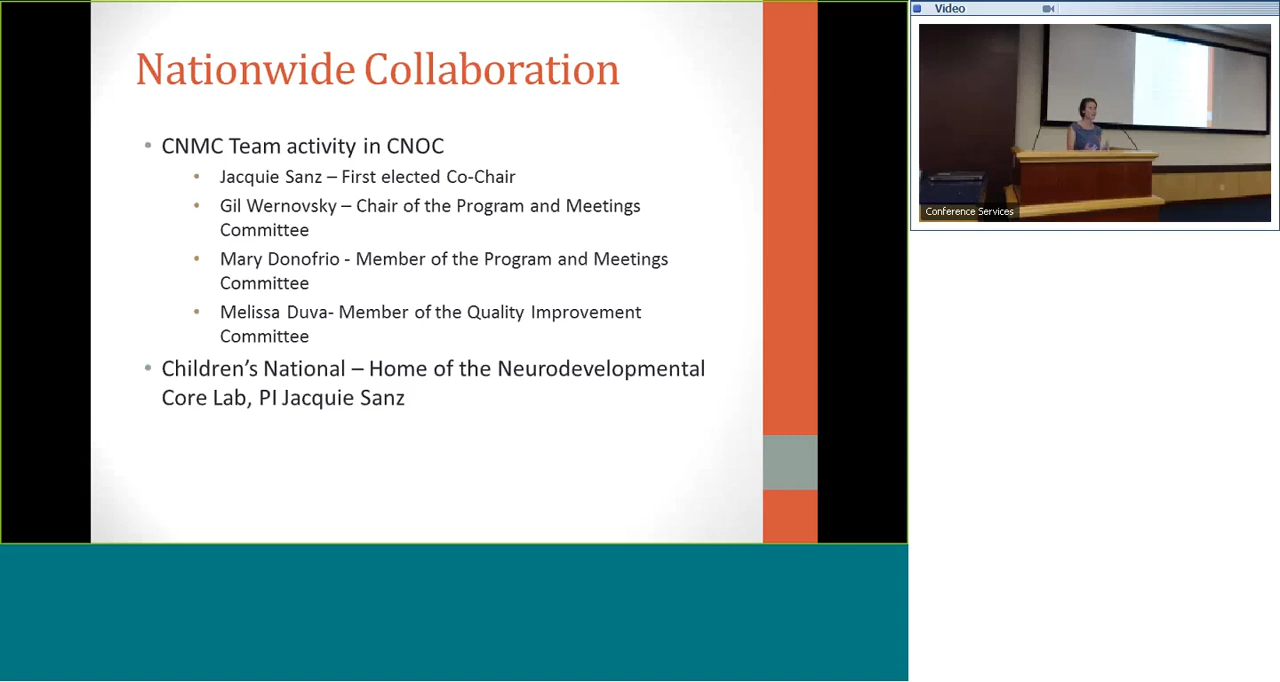 Nationwide Collaboration
• CNMC Team activity in CNOC
• Jacquie Sanz – First elected Co-Chair
• Gil Wernovsky – Chair of the Program and Meetings
Committee
• Mary Donofrio - Member of the Program and Meetings
Committee
• Melissa Duva- Member of the Quality Improvement
Committee
• Children’s National – Home of the Neurodevelopmental
Core Lab, PI Jacquie Sanz
Video
Conference Services